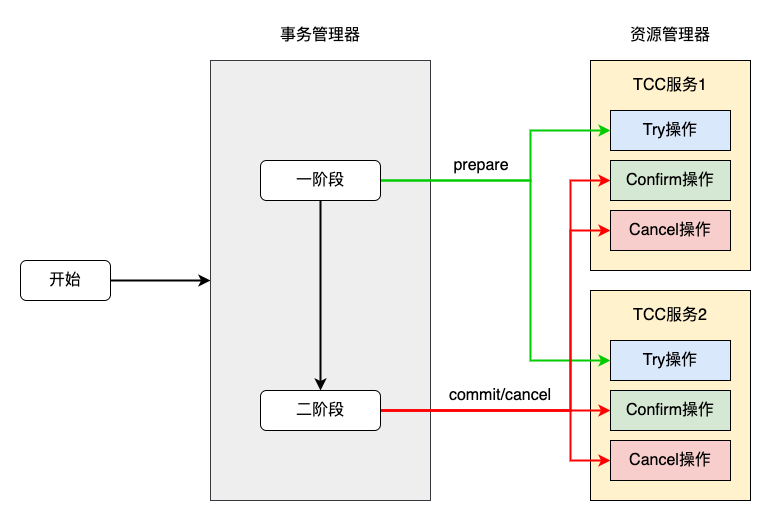 事务管理器
资源管理器
TCC服务1
Try操作
一阶段
prepare
Confirm操作
Cancel操作
开始
TCC服务2
Try操作
二阶段
commit/cancel
Confirm操作
Cancel操作